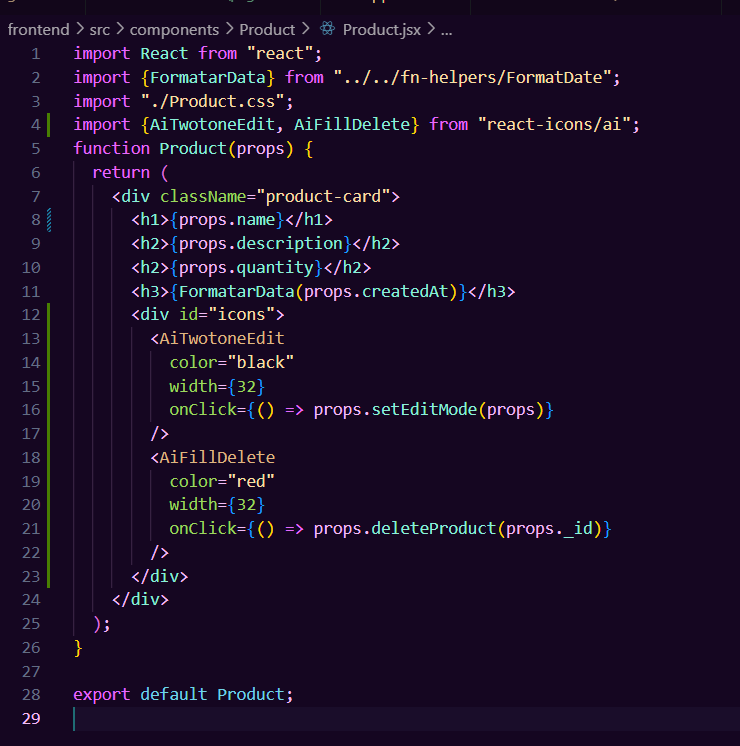 frontend > src > components > Product > Product.jsx > ...
1 import React from "react";
2 import {FormatarData} from "../../fn-helpers/FormatDate";
3 import "./Product.css";
4 import {AiTwotoneEdit, AiFillDelete} from "react-icons/ai";
5 function Product(props) {
6   return (
7     <div className="product-card">
8       <h1>{props.name}</h1>
9       <h2>{props.description}</h2>
10       <h2>{props.quantity}</h2>
11       <h3>{FormatarData(props.createdAt)}</h3>
12       <div id="icons">
13         <AiTwotoneEdit
14           color="black"
15           width={32}
16           onClick={() => props.setEditMode(props)}
17         />
18         <AiFillDelete
19           color="red"
20           width={32}
21           onClick={() => props.deleteProduct(props._id)}
22         />
23       </div>
24     </div>
25   );
26 }
27
28 export default Product;
29